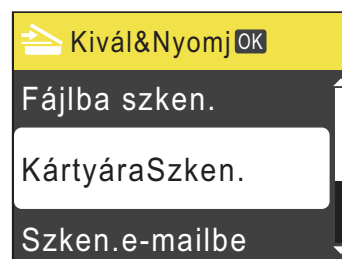 Kivál&Nyomj OK
Fájlba szken.
KártyáraSzken.
Szken.e-mailbe